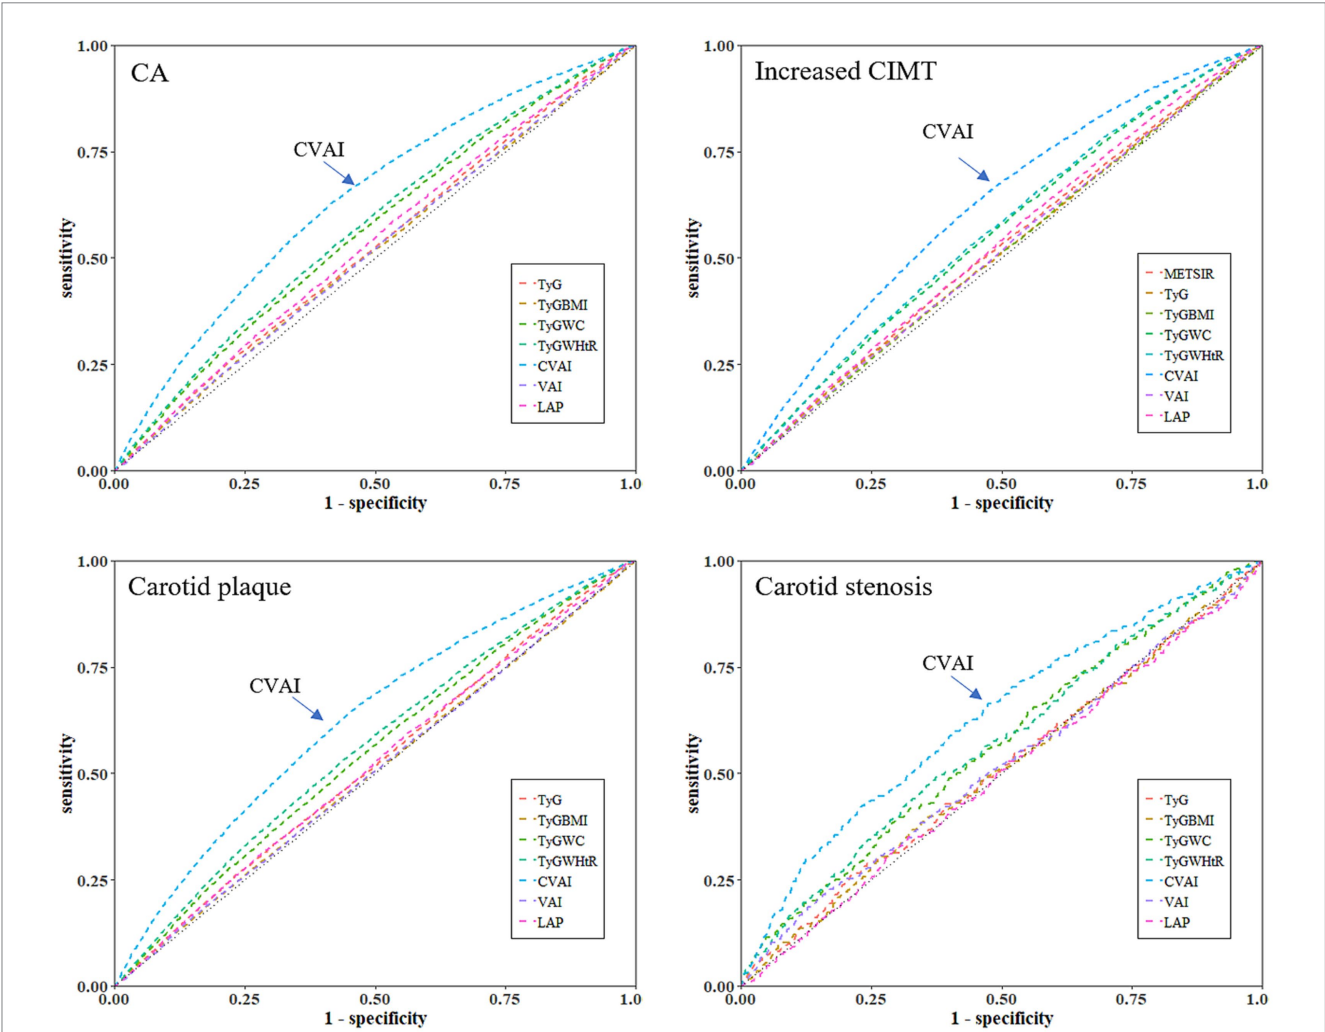 CA
CVAI
1.00
0.75
0.50
0.25
0.00
sensitivity
0.00 0.25 0.50 0.75 1.0
1 - specificity
TyG
TyGBMI
TyGWC
TyGWHtR
CVAI
VAI
LAP
Increased CIMT
CVAI
1.00
0.75
0.50
0.25
0.00
sensitivity
0.00 0.25 0.50 0.75 1.0
1 - specificity
METSIR
TyG
TyGBMI
TyGWC
TyGWHtR
CVAI
VAI
LAP
Carotid plaque
CVAI
1.00
0.75
0.50
0.25
0.00
sensitivity
0.00 0.25 0.50 0.75 1.0
1 - specificity
TyG
TyGBMI
TyGWC
TyGWHtR
CVAI
VAI
LAP
Carotid stenosis
CVAI
1.00
0.75
0.50
0.25
0.00
sensitivity
0.00 0.25 0.50 0.75 1.0
1 - specificity
TyG
TyGBMI
TyGWC
TyGWHtR
CVAI
VAI
LAP